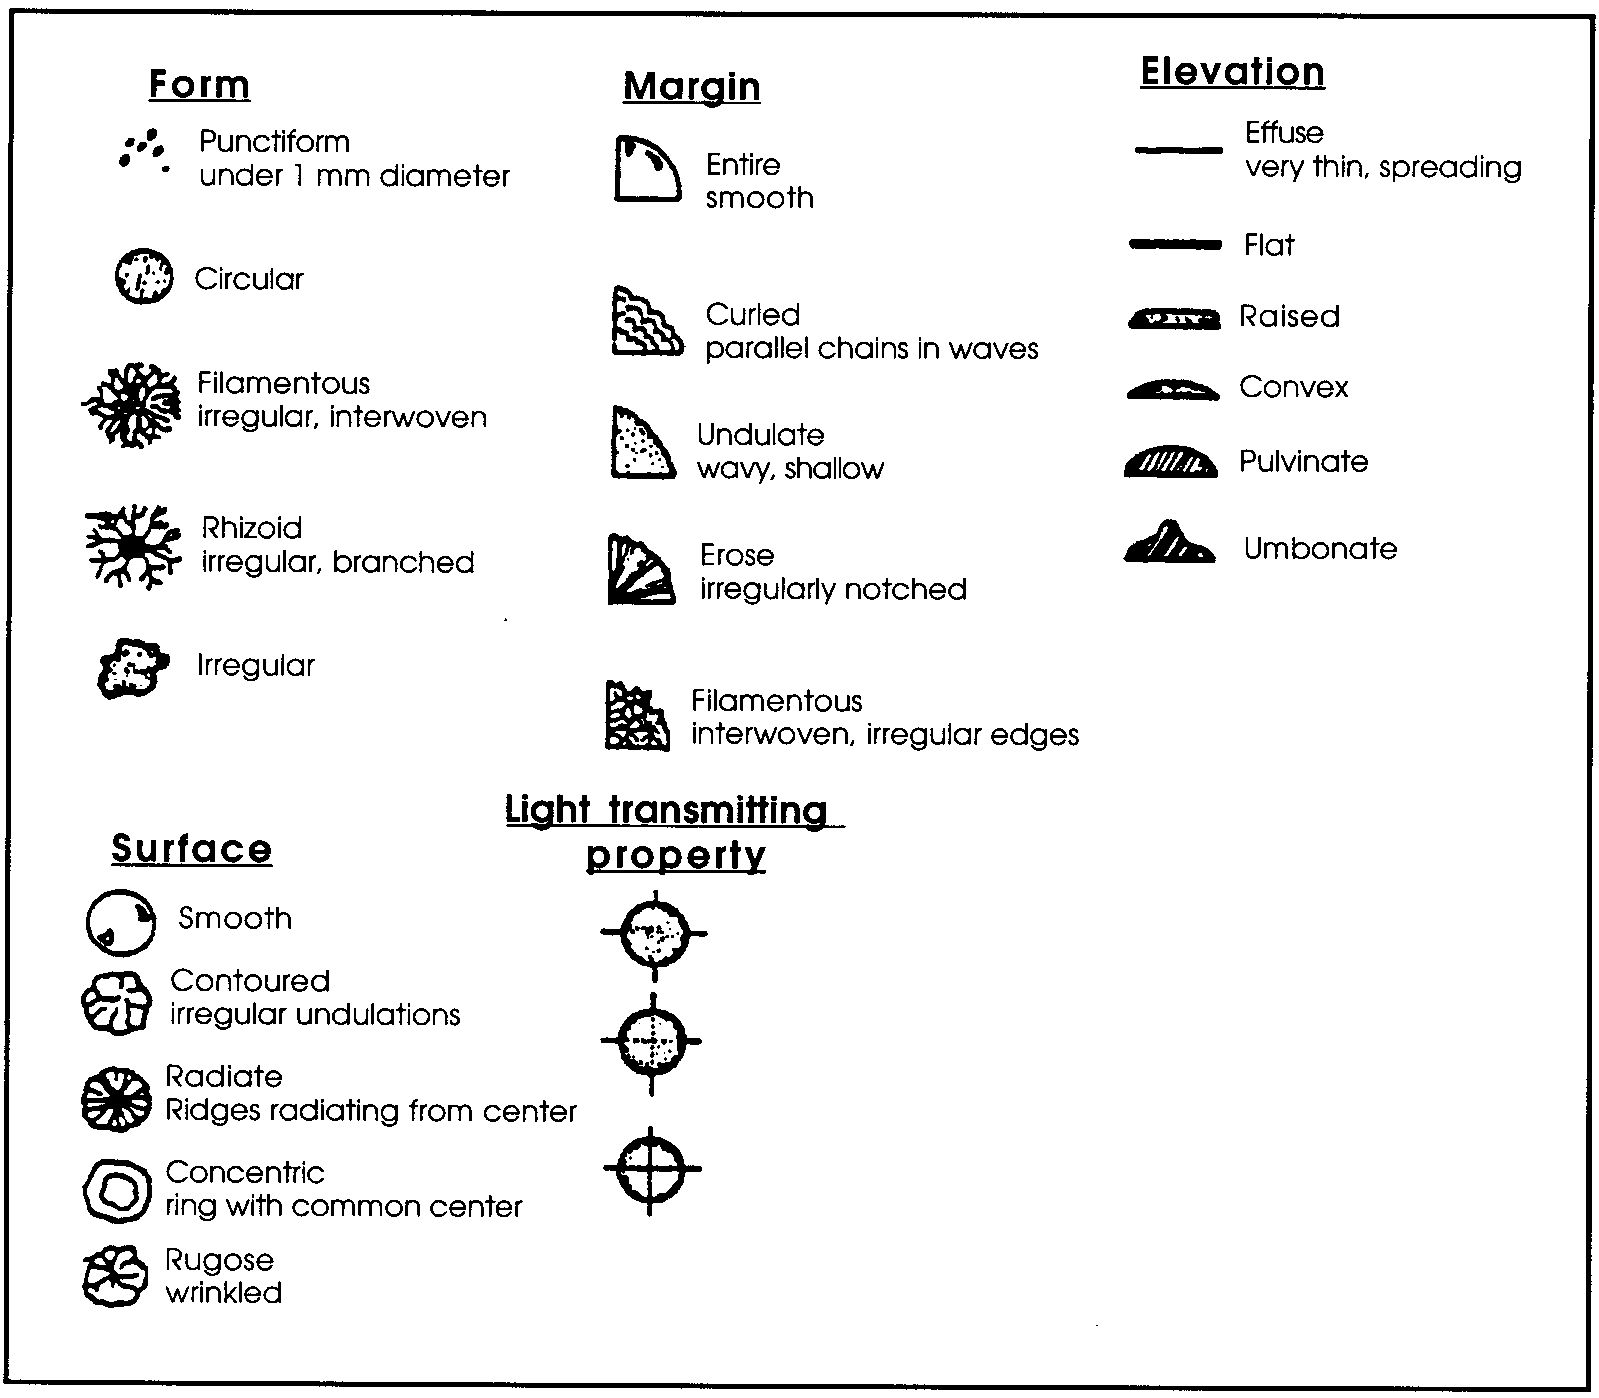 Form
Punctiform
under 1 mm diameter
Circular
Filamentous
irregular, interwoven
Rhizoid
irregular, branched
Irregular
Margin
Entire
smooth
Curled
parallel chains in waves
Undulate
wavy, shallow
Erose
irregularly notched
Filamentous
interwoven, irregular edges
Elevation
Effuse
very thin, spreading
Flat
Raised
Convex
Pulvinate
Umbonate
Surface
Smooth
Contoured
irregular undulations
Radiate
Ridges radiating from center
Concentric
ring with common center
Rugose
wrinkled
Light transmitting
property